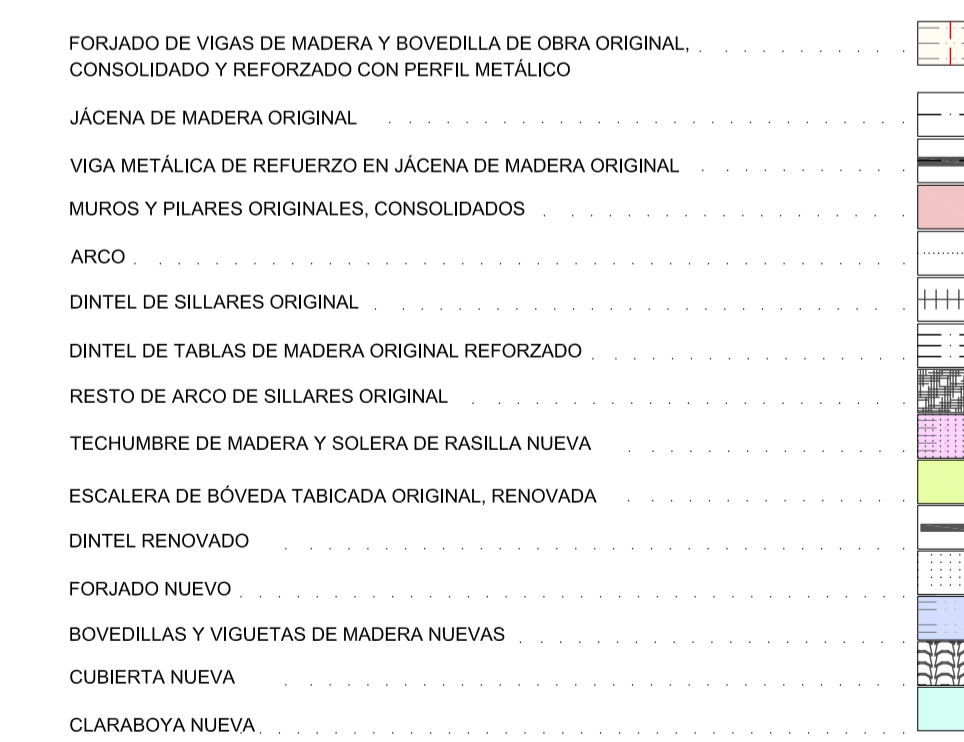 FORJADO DE VIGAS DE MADERA Y BOVEDILLA DE OBRA ORIGINAL,
CONSOLIDADO Y REFORZADO CON PERFIL METÁLICO
JÁCENA DE MADERA ORIGINAL
VIGA METÁLICA DE REFUERZO EN JÁCENA DE MADERA ORIGINAL
MUROS Y PILARES ORIGINALES, CONSOLIDADOS
ARCO
DINTEL DE SILLARES ORIGINAL
DINTEL DE TABLAS DE MADERA ORIGINAL REFORZADO
RESTO DE ARCO DE SILLARES ORIGINAL
TECHUMBRE DE MADERA Y SOLERA DE RASILLA NUEVA
ESCALERA DE BÓVEDA TABICADA ORIGINAL, RENOVADA
DINTEL RENOVADO
FORJADO NUEVO
BOVEDILLAS Y VIGUETAS DE MADERA NUEVAS
CUBIERTA NUEVA
CLARABOYA NUEVA